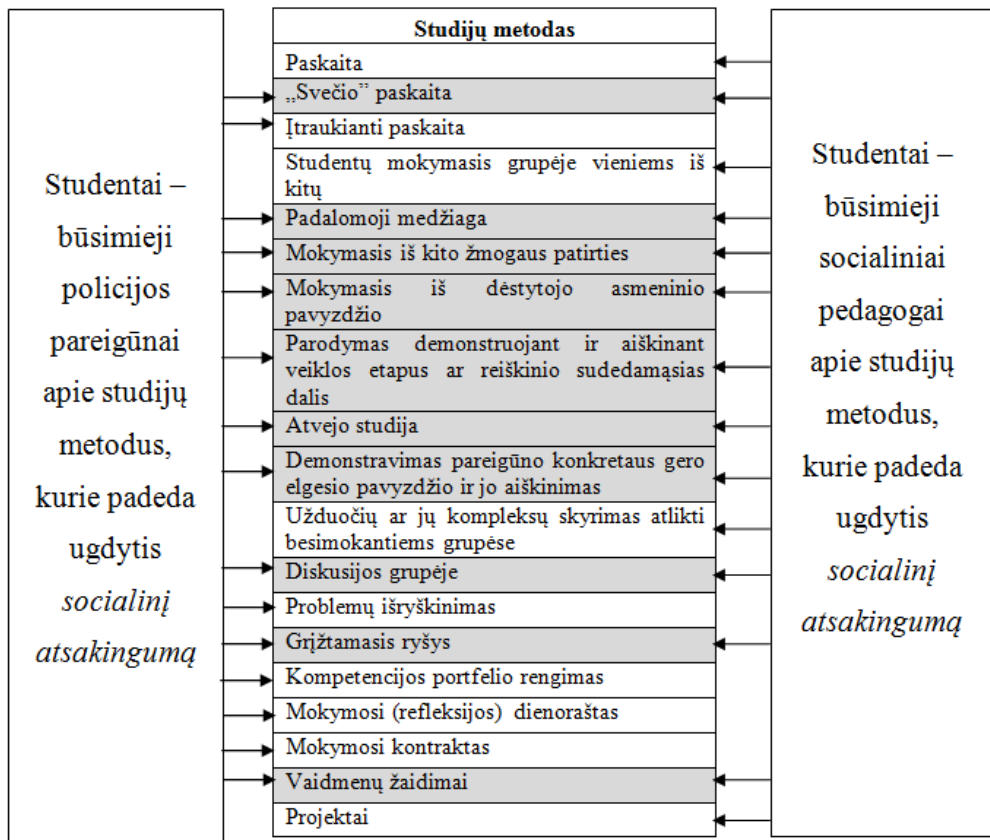 Studentai –
būsimieji
policijos
pareigūnai
apie studijų
metodus,
kurie padeda
ugdytis
socialinį
atsakingumą
Studijų metodas
Paskaita
„Svečio” paskaita
Įtraukianti paskaita
Studentų mokymasis grupėje vieniems iš
kitų
Padalomoji medžiaga
Mokymasis iš kito žmogaus patirties
Mokymasis iš dėstytojo asmeninio
pavyzdžio
Parodymas demonstruojant ir aiškinant
veiklos etapus ar reiškinio sudedamąsias
dalis
Atvejo studija
Demonstravimas pareigūno konkretaus gero
elgesio pavyzdžio ir jo aiškinimas
Užduočių ar jų kompleksų skyrimas atlikti
besimokantiems grupėse
Diskusijos grupėje
Problemų išryškinimas
Grįžtamasis ryšys
Kompetencijos portfelio rengimas
Mokymosi (refleksijos) dienoraštas
Mokymosi kontraktas
Vaidmenų žaidimai
Projektai
Studentai –
būsimieji
socialiniai
pedagogai
apie studijų
metodus,
kurie padeda
ugdytis
socialinį
atsakingumą